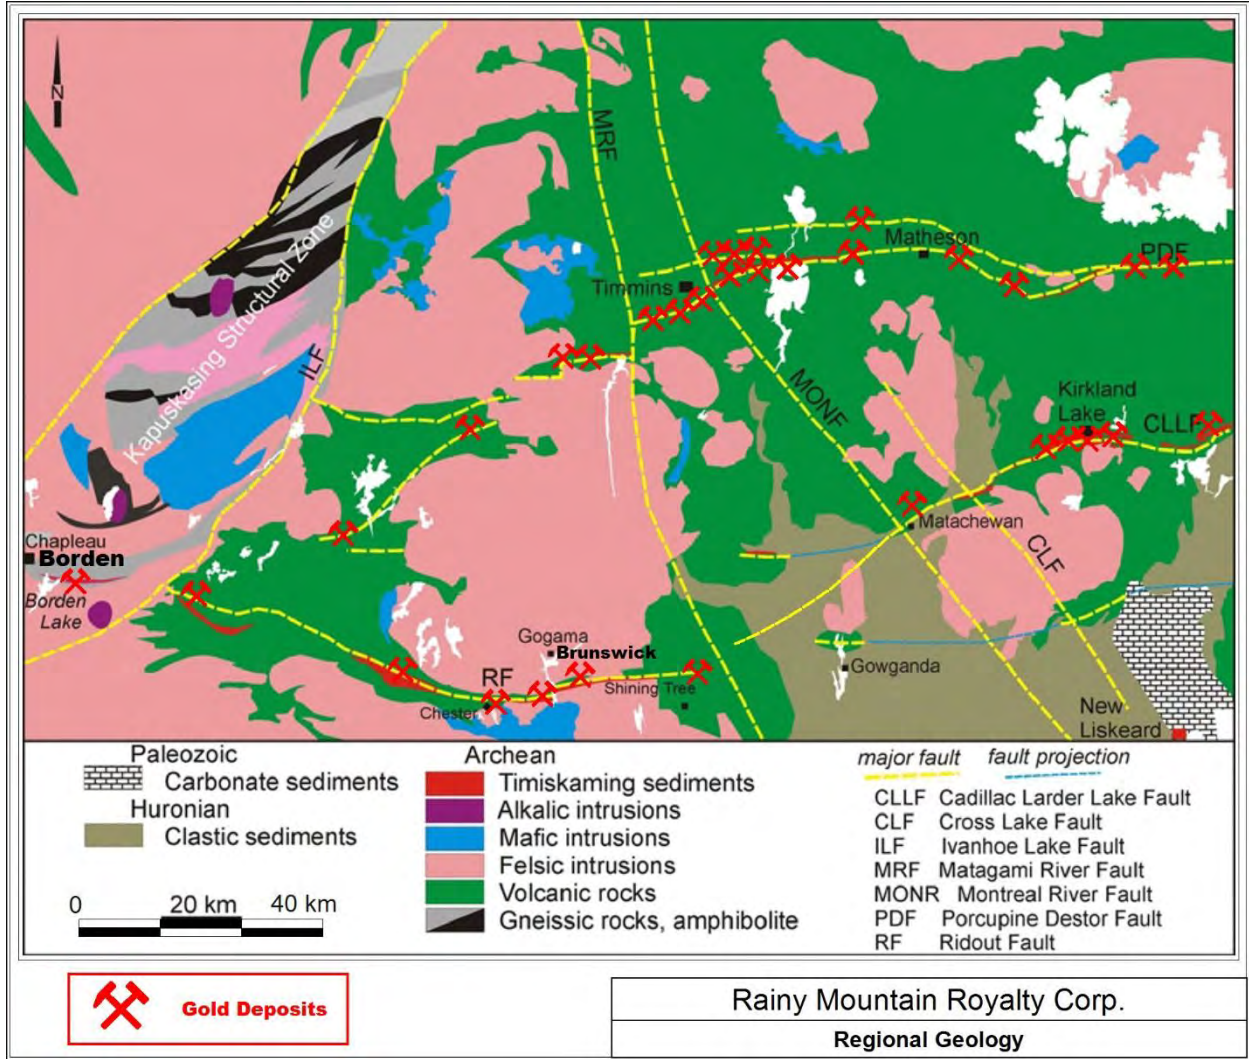 N
MRF
Matheson
PDF
Timmins
Kapuskasing Structural Zone
ILF
MONF
Kirkland
Lake
CLLF
Matachewan
CLF
Chapleau
Borden
Borden
Lake
Gogama
Brunswick
RF
Shining Tree
Chester
Gowganda
New
Liskeard
Paleozoic
Carbonate sediments
Huronian
Clastic sediments
0 20 km 40 km
Archean
Timiskaming sediments
Alkalic intrusions
Mafic intrusions
Felsic intrusions
Volcanic rocks
Gneissic rocks, amphibolite
major fault fault projection
CLLF Cadillac Larder Lake Fault
CLF Cross Lake Fault
ILF Ivanhoe Lake Fault
MRF Matagami River Fault
MONR Montreal River Fault
PDF Porcupine Destor Fault
RF Ridout Fault
Gold Deposits
Rainy Mountain Royalty Corp.
Regional Geology